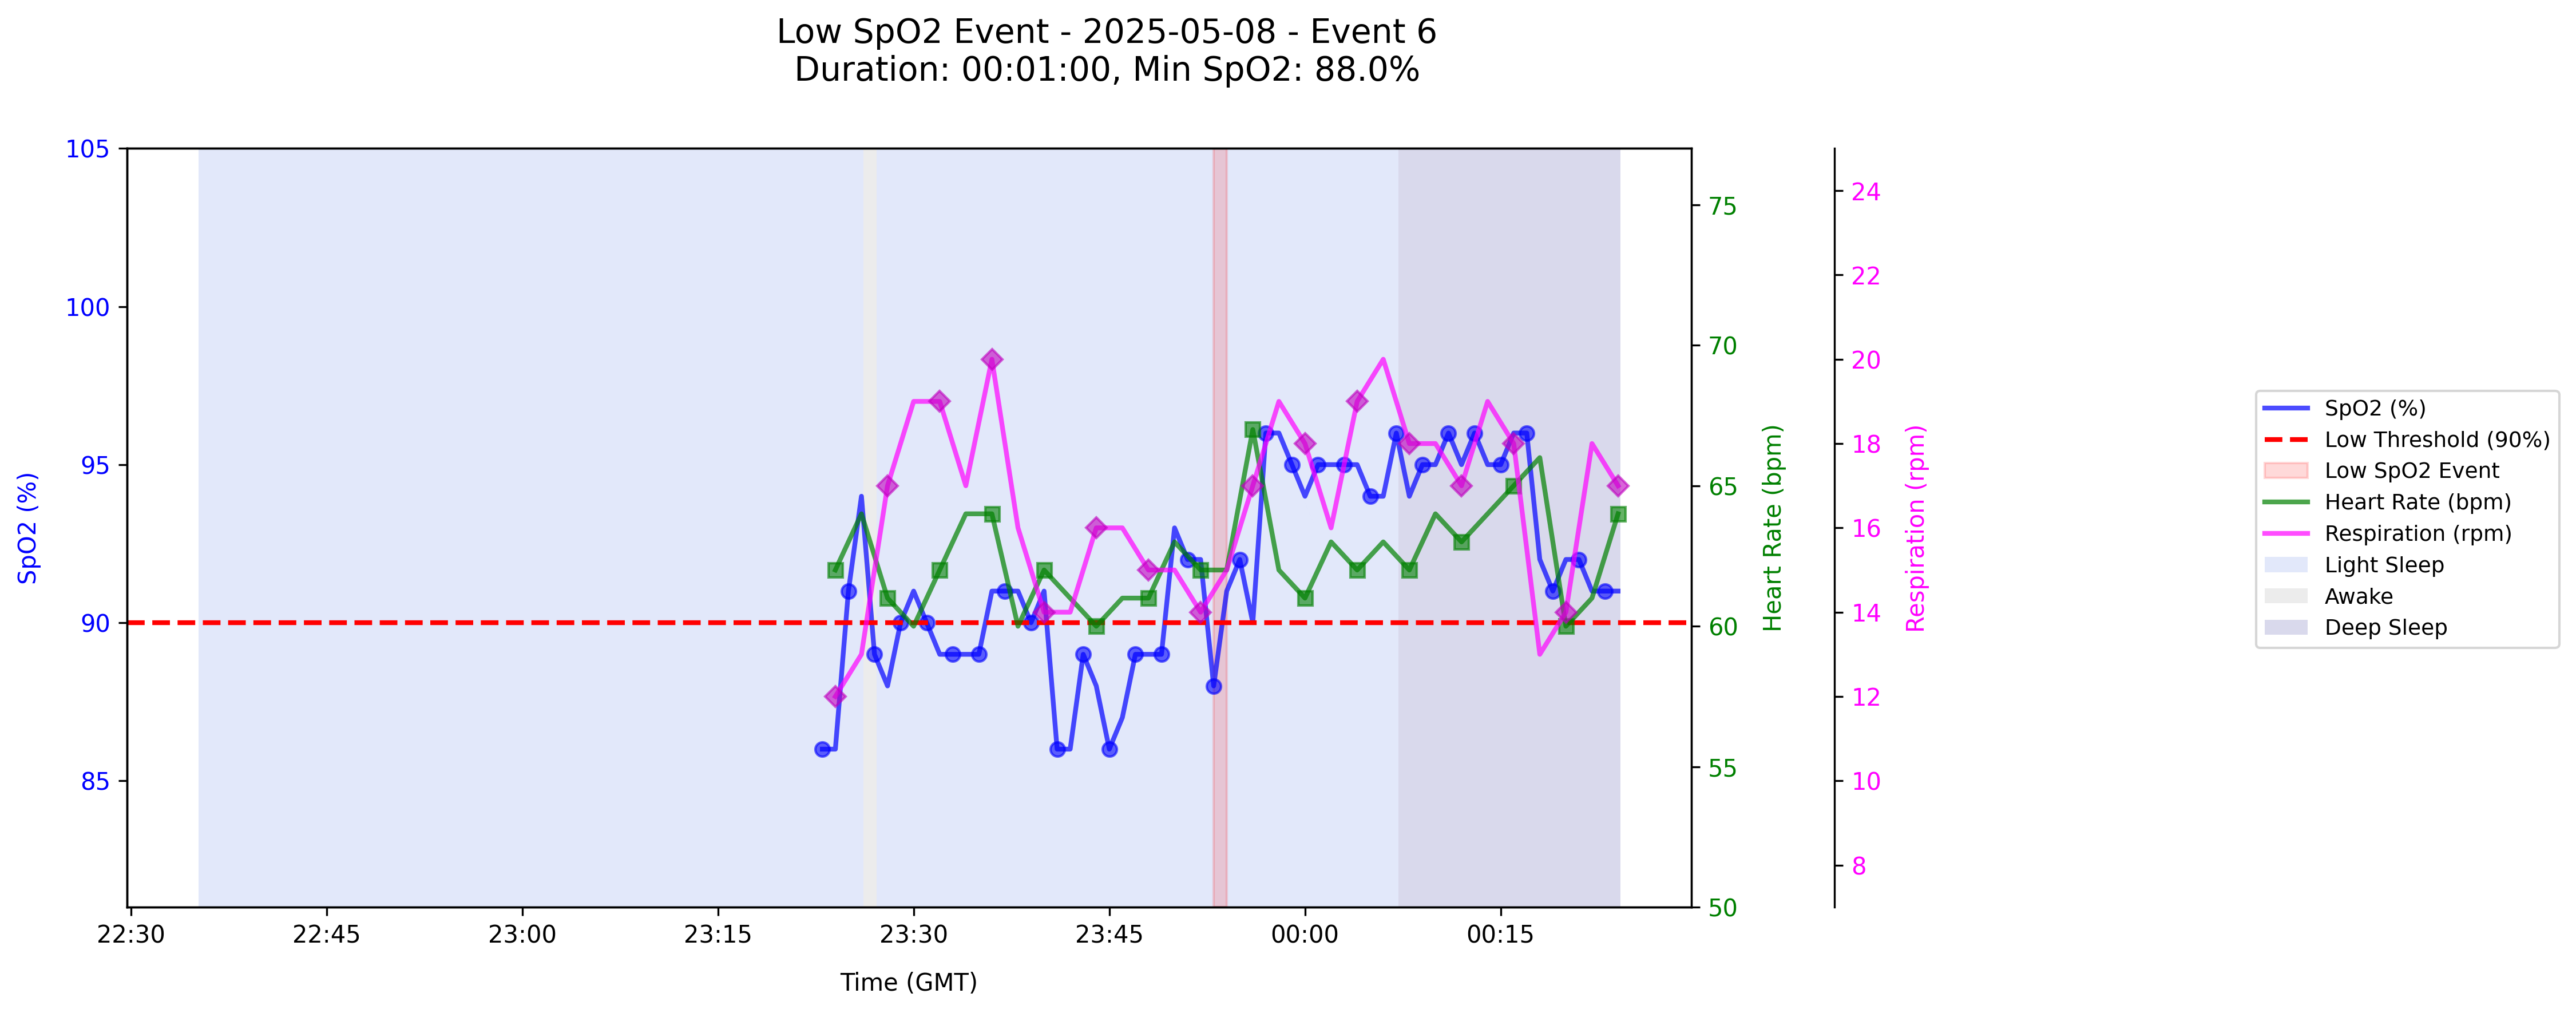 Low SpO2 Event - 2025-05-08 - Event 6
Duration: 00:01:00, Min SpO2: 88.0%
105
100
95
90
85
SpO2 (%)
75
70
65
60
55
50
Heart Rate (bpm)
24
22
20
18
16
14
12
10
8
Respiration (rpm)
SpO2 (%)
Low Threshold (90%)
Low SpO2 Event
Heart Rate (bpm)
Respiration (rpm)
Light Sleep
Awake
Deep Sleep
22:30 22:45 23:00 23:15 23:30 23:45 00:00 00:15
Time (GMT)